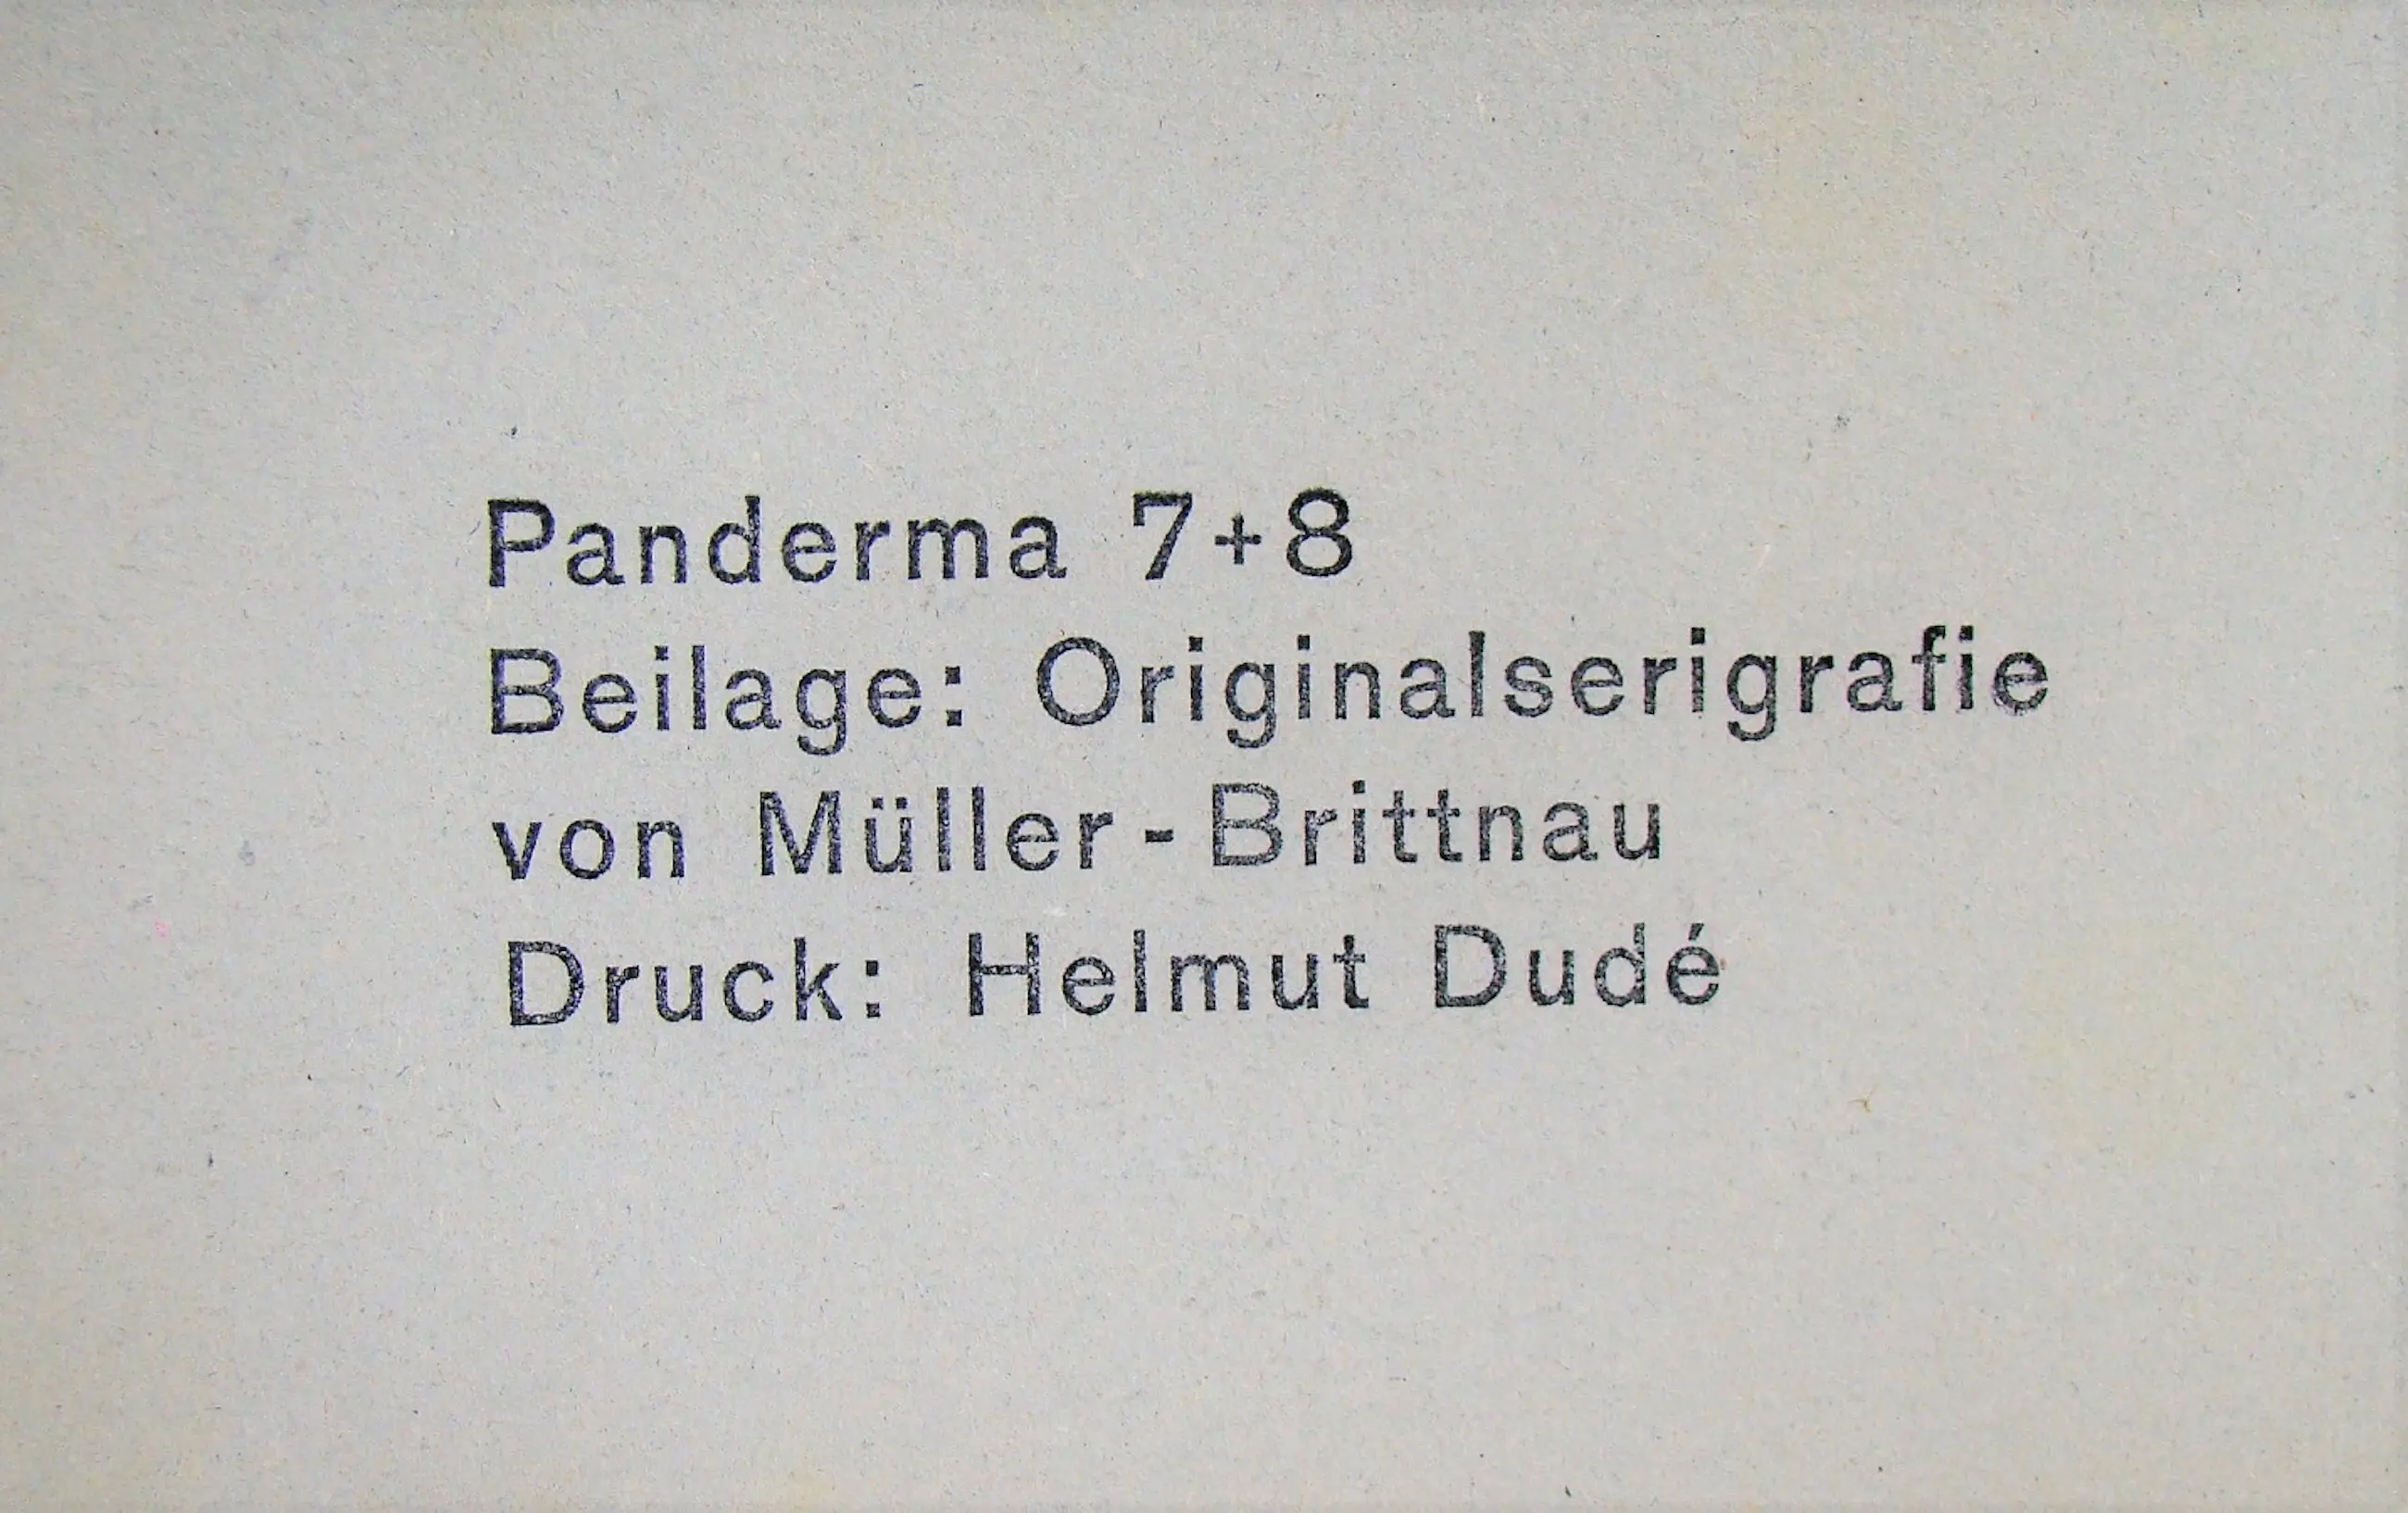 Panderma 7+8
Beilage: Originalserigrafie
von Müller-Brittnau
Druck: Helmut Dudé